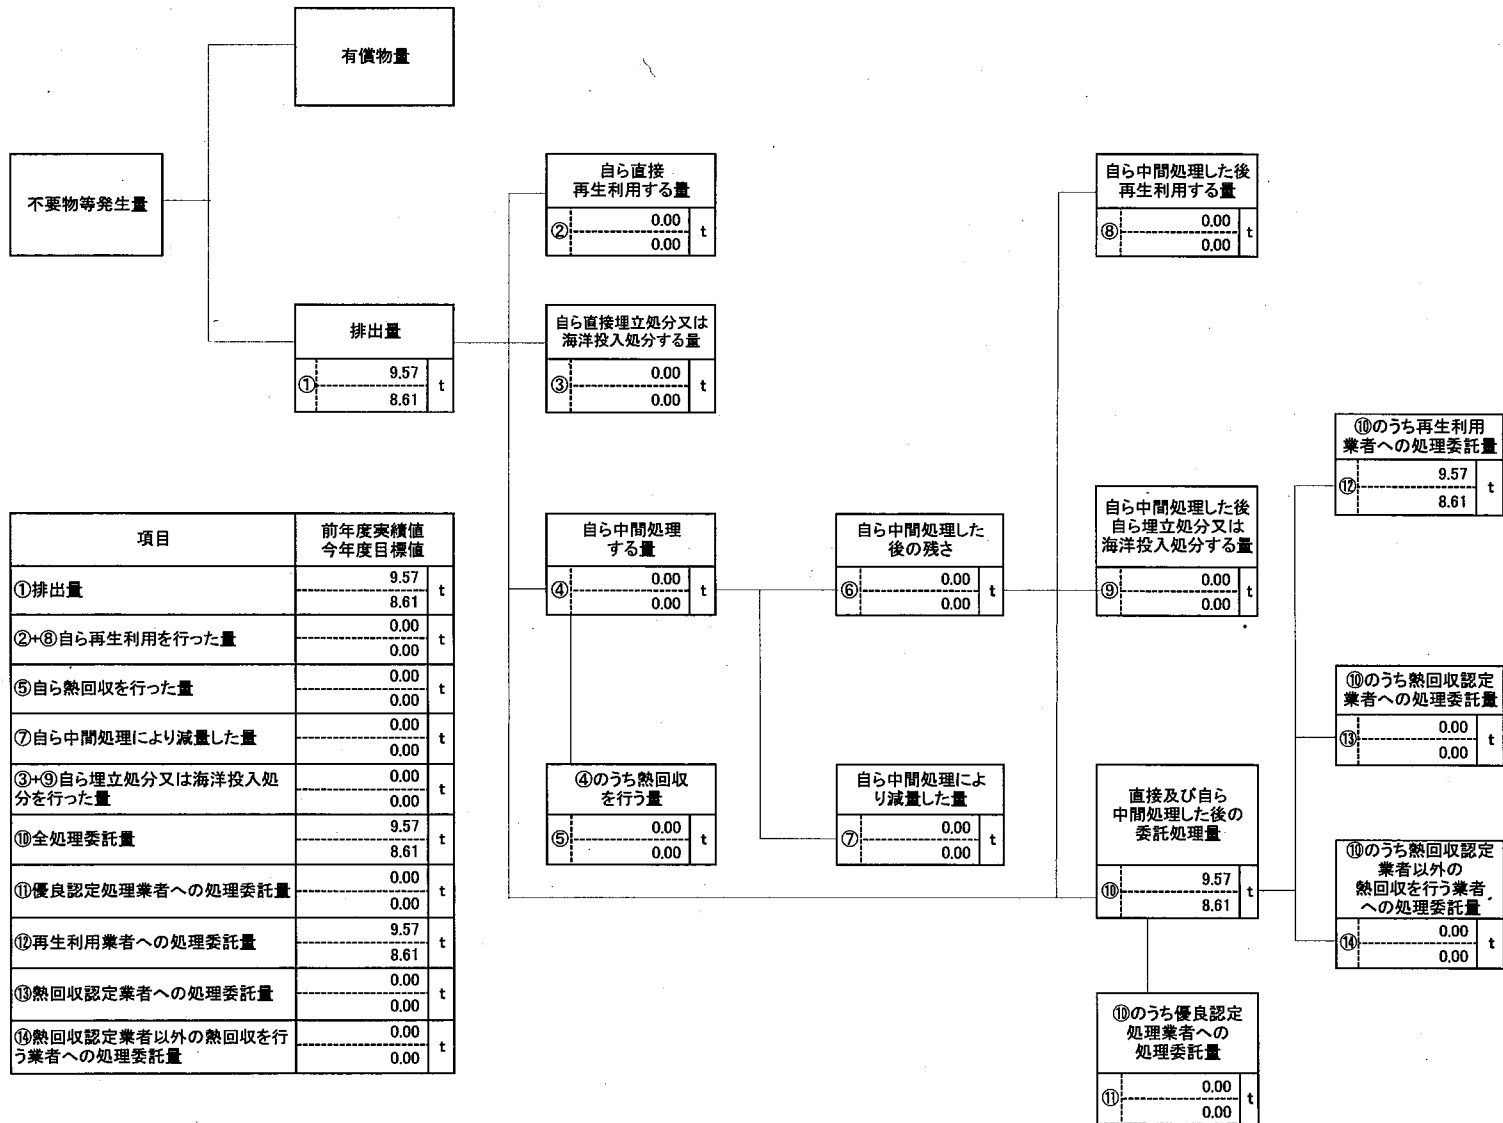 有償物量
不要物等発生量
排出量
①
9.57
8.61
t
自ら直接
再生利用する量
②
0.00
0.00
t
自ら直接埋立処分又は
海洋投入処分する量
③
0.00
0.00
t
自ら中間処理
する量
④
0.00
0.00
t
④のうち熱回収
を行う量
⑤
0.00
0.00
t
自ら中間処理した
後の残さ
⑥
0.00
0.00
t
自ら中間処理によ
り減量した量
⑦
0.00
0.00
t
自ら中間処理した後
再生利用する量
⑧
0.00
0.00
t
自ら中間処理した後
自ら埋立処分又は
海洋投入処分する量
⑨
0.00
0.00
t
直接及び自ら
中間処理した後の
委託処理量
⑩
9.57
8.61
t
⑩のうち優良認定
処理業者への
処理委託量
⑪
0.00
0.00
t
⑩のうち再生利用
業者への処理委託量
⑫
9.57
8.61
t
⑩のうち熱回収認定
業者への処理委託量
⑬
0.00
0.00
t
⑩のうち熱回収認定
業者以外の
熱回収を行う業者
への処理委託量
⑭
0.00
0.00
t
項目
前年度実績値
今年度目標値
①排出量
9.57
8.61
t
②+⑧自ら再生利用を行った量
0.00
0.00
t
⑤自ら熱回収を行った量
0.00
0.00
t
⑦自ら中間処理により減量した量
0.00
0.00
t
③+⑨自ら埋立処分又は海洋投入処
分を行った量
0.00
0.00
t
⑩全処理委託量
9.57
8.61
t
⑪優良認定処理業者への処理委託量
0.00
0.00
t
⑫再生利用業者への処理委託量
9.57
8.61
t
⑬熱回収認定業者への処理委託量
0.00
0.00
t
⑭熱回収認定業者以外の熱回収を行
う業者への処理委託量
0.00
0.00
t